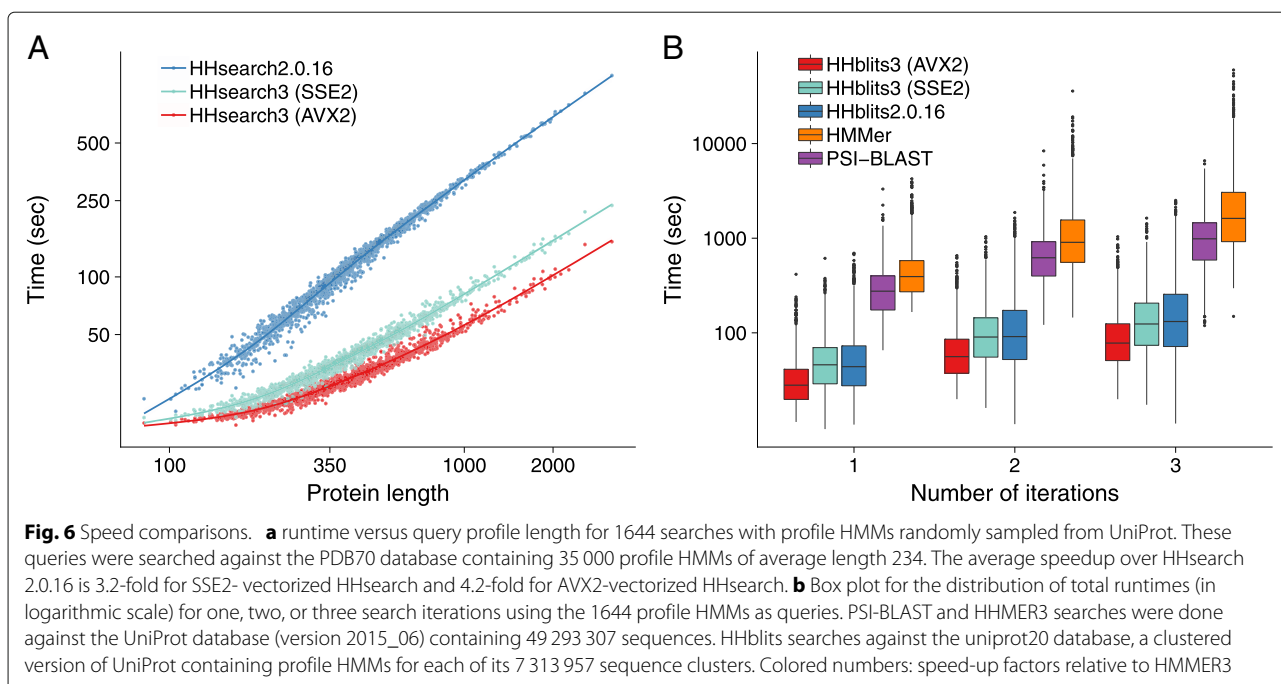 A
HHsearch2.0.16
HHsearch3 (SSE2)
HHsearch3 (AVX2)
500
250
100
50
Time (sec)
100
350
1000
2000
Protein length
B
HHblits3 (AVX2)
HHblits3 (SSE2)
HHblits2.0.16
HMMer
PSI−BLAST
10000
1000
100
Time (sec)
1
2
3
Number of iterations
Fig. 6 Speed comparisons. a runtime versus query profile length for 1644 searches with profile HMMs randomly sampled from UniProt. These
queries were searched against the PDB70 database containing 35 000 profile HMMs of average length 234. The average speedup over HHsearch
2.0.16 is 3.2-fold for SSE2- vectorized HHsearch and 4.2-fold for AVX2-vectorized HHsearch. b Box plot for the distribution of total runtimes (in
logarithmic scale) for one, two, or three search iterations using the 1644 profile HMMs as queries. PSI-BLAST and HHMER3 searches were done
against the UniProt database (version 2015_06) containing 49 293 307 sequences. HHblits searches against the uniprot20 database, a clustered
version of UniProt containing profile HMMs for each of its 7 313 957 sequence clusters. Colored numbers: speed-up factors relative to HMMER3